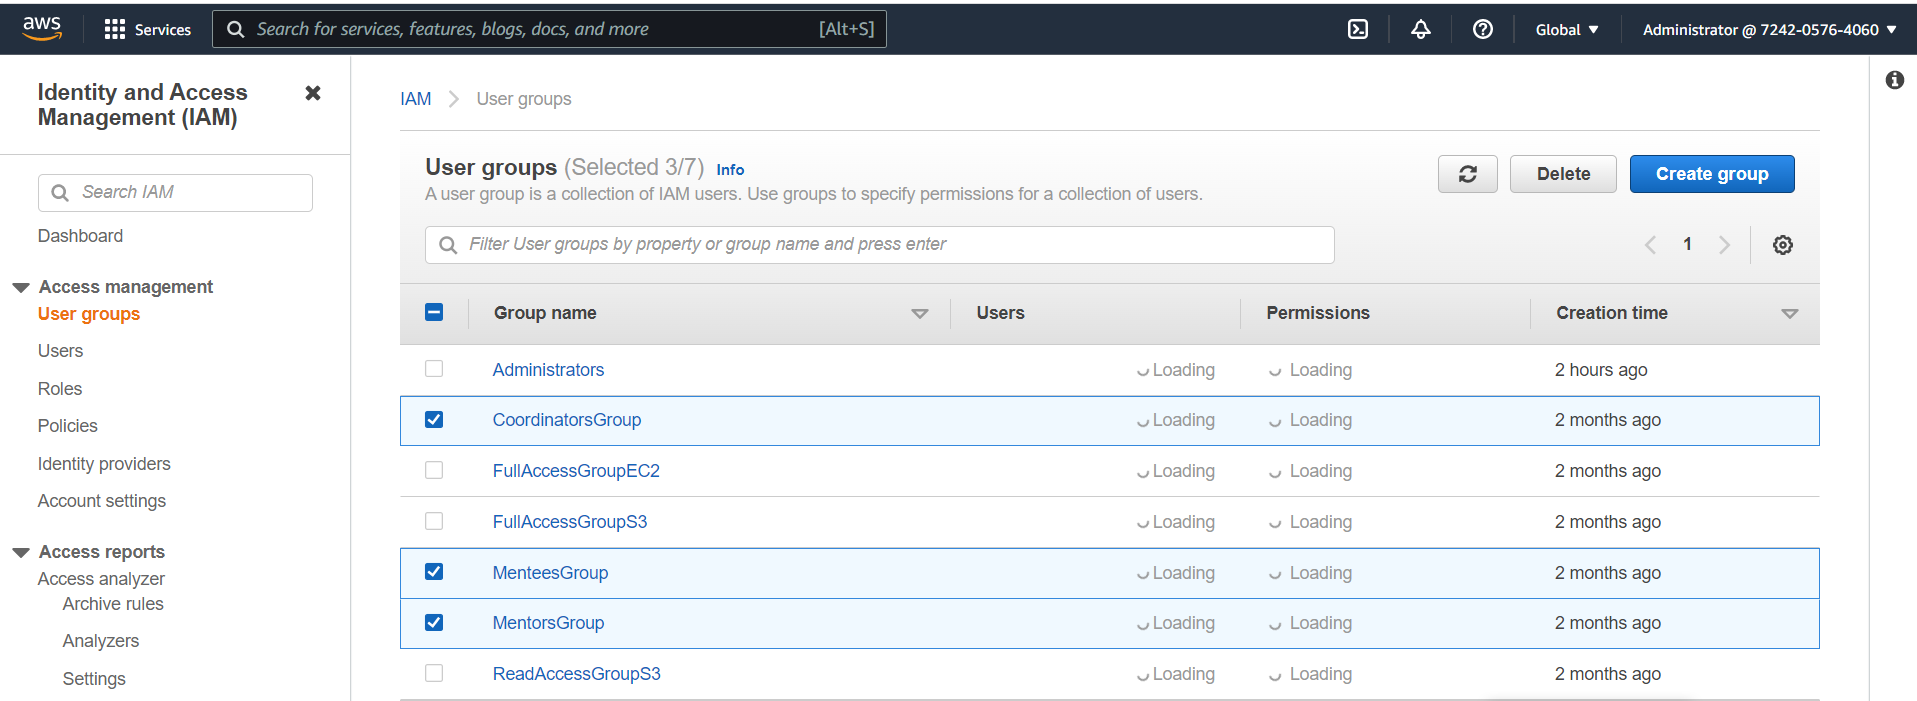 aws Services Search for services, features, blogs, docs, and more [Alt+S] Global Administrator @ 7242-0576-4060
Identity and Access
Management (IAM)
Search IAM
Dashboard
Access management
User groups
Users
Roles
Policies
Identity providers
Account settings
Access reports
Access analyzer
Archive rules
Analyzers
Settings
IAM User groups
User groups (Selected 3/7) Info
A user group is a collection of IAM users. Use groups to specify permissions for a collection of users.
Delete Create group
Filter User groups by property or group name and press enter
1
Group name Users Permissions Creation time
Administrators Loading Loading 2 hours ago
CoordinatorsGroup Loading Loading 2 months ago
FullAccessGroupEC2 Loading Loading 2 months ago
FullAccessGroupS3 Loading Loading 2 months ago
MenteesGroup Loading Loading 2 months ago
MentorsGroup Loading Loading 2 months ago
ReadAccessGroupS3 Loading Loading 2 months ago